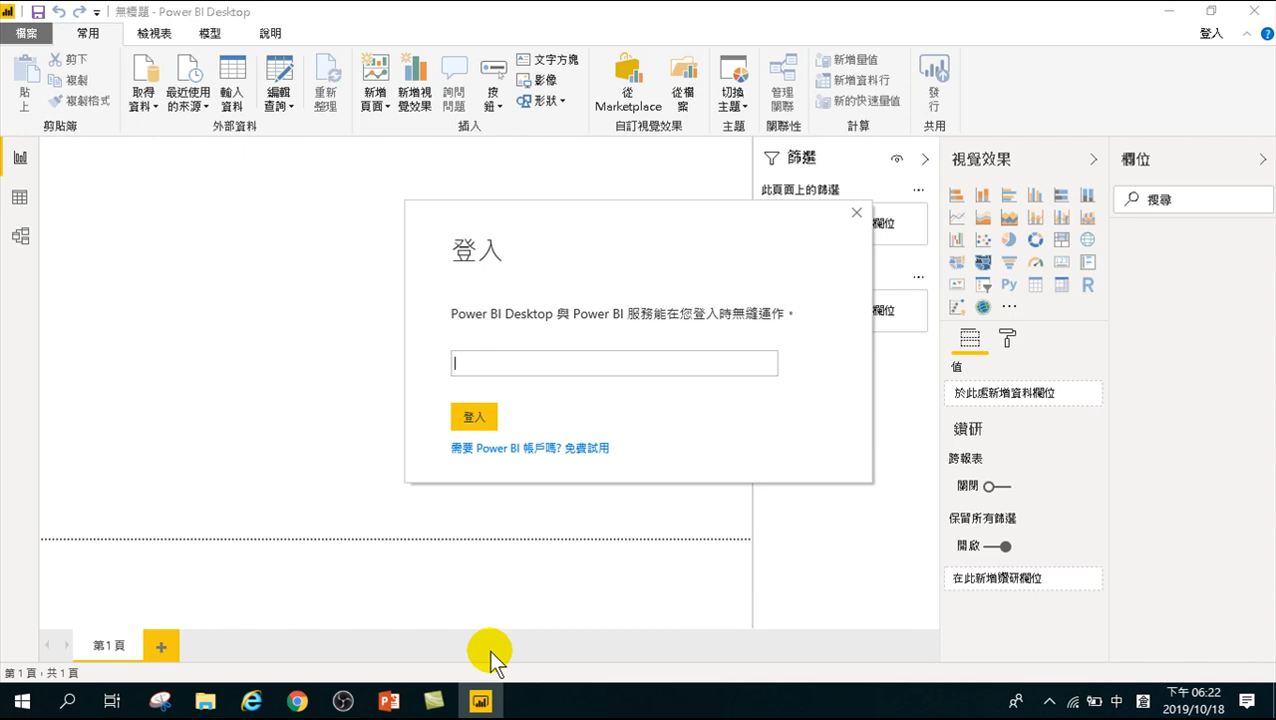 無標題 - Power BI Desktop
檔案
常用
檢視表
模型
說明
登入
貼上
剪下
複製
複製格式
剪貼簿
取得資料
最近使用的來源
輸入資料
編輯查詢
重新整理
外部資料
新增頁面
新增視覺效果
詢問問題
按鈕
文字方塊
影像
形狀
插入
從 Marketplace
從檔案
自訂視覺效果
切換主題
主題
管理關聯
關聯性
新增量值
新增資料行
新的快速量值
計算
發行
共用
篩選
此頁面上的篩選
...
欄位
...
欄位
視覺效果
Py
R
...
值
於此處新增資料欄位
鑽研
跨報表
關閉
保留所有篩選
開啟
在此新增鑽研欄位
欄位
搜尋
登入
Power BI Desktop 與 Power BI 服務能在您登入時無縫運作。
登入
需要 Power BI 帳戶嗎? 免費試用
第 1 頁
第 1 頁，共 1 頁
中
倉
下午 06:22
2019/10/18